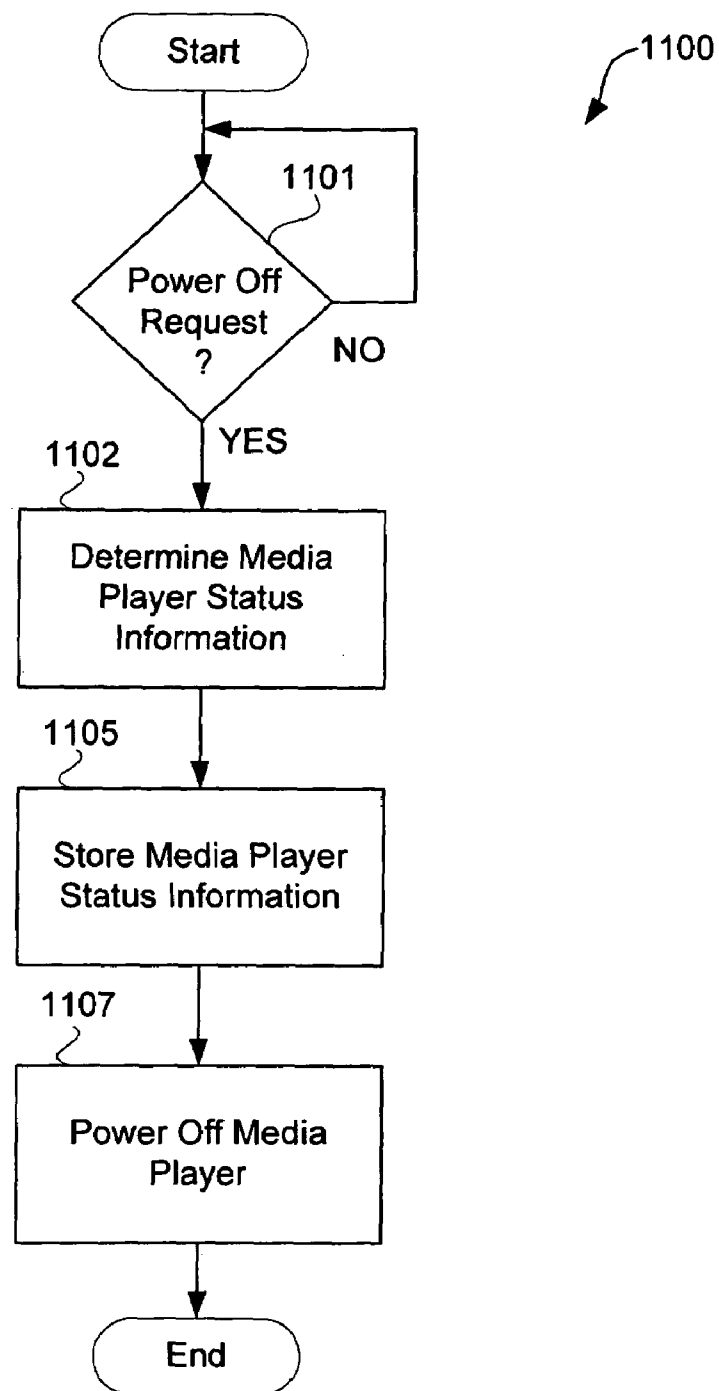 Start
1100
1101
Power Off
Request
?
NO
YES
1102
Determine Media
Player Status
Information
1105
Store Media Player
Status Information
1107
Power Off Media
Player
End